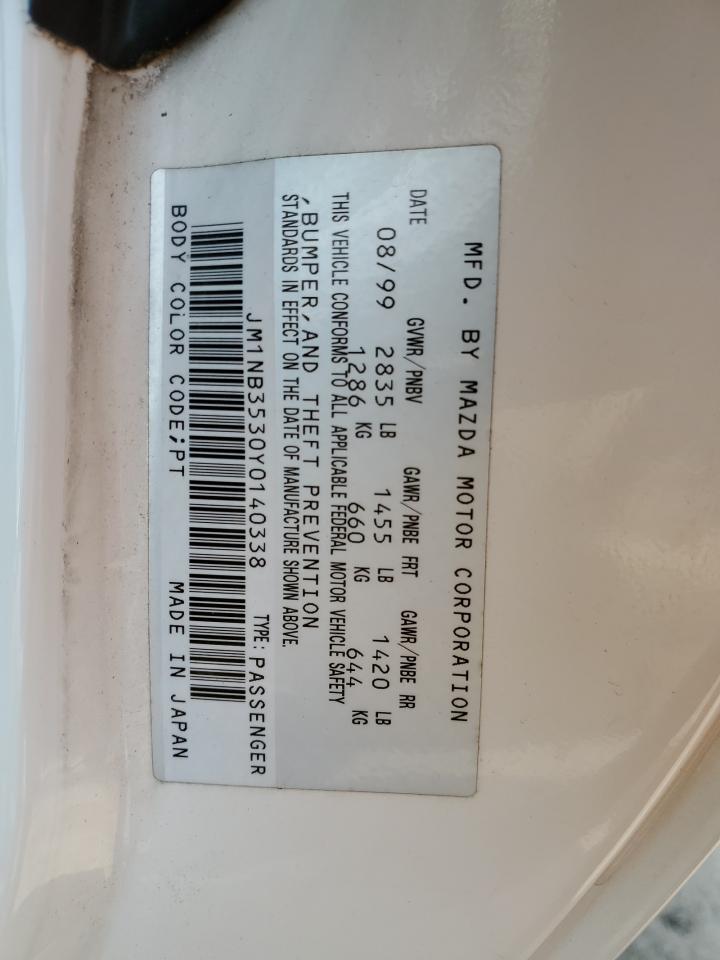 MFD. BY MAZDA MOTOR CORPORATION
DATE GVWR/PNBV GAWR/PNBE FRT GAWR/PNBE RR
08/99 2835 LB 1455 LB 1420 LB
1286 KG 660 KG 644 KG
THIS VEHICLE CONFORMS TO ALL APPLICABLE FEDERAL MOTOR VEHICLE SAFETY
,BUMPER,AND THEFT PREVENTION
STANDARDS IN EFFECT ON THE DATE OF MANUFACTURE SHOWN ABOVE.
JM1NB3530Y0140338 TYPE:PASSENGER
BODY COLOR CODE;PT MADE IN JAPAN